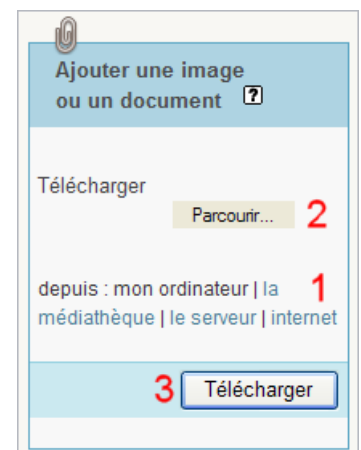 Ajouter une image
ou un document ?
Télécharger
Parcourir... 2
depuis : mon ordinateur | la 1
médiathèque | le serveur | internet
3 Télécharger